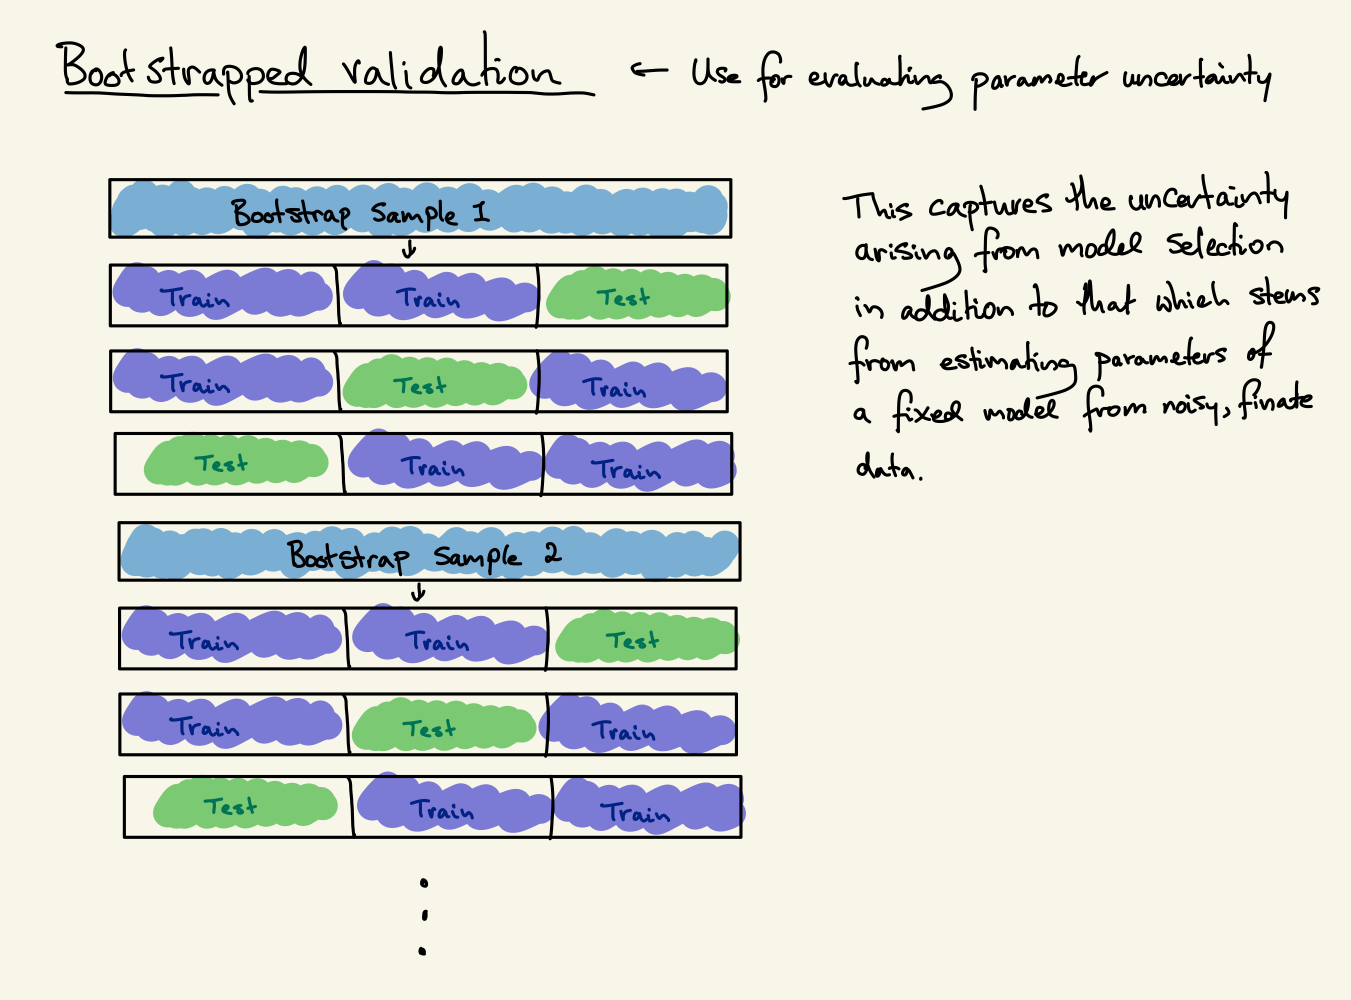 Bootstrapped validation ← Use for evaluating parameter uncertainty
Bootstrap Sample 1
Train Train Test
Train Test Train
Test Train Train
Bootstrap Sample 2
Train Train Test
Train Test Train
Test Train Train
This captures the uncertainty
arising from model selection
in addition to that which stems
from estimating parameters of
a fixed model from noisy, finate
data.